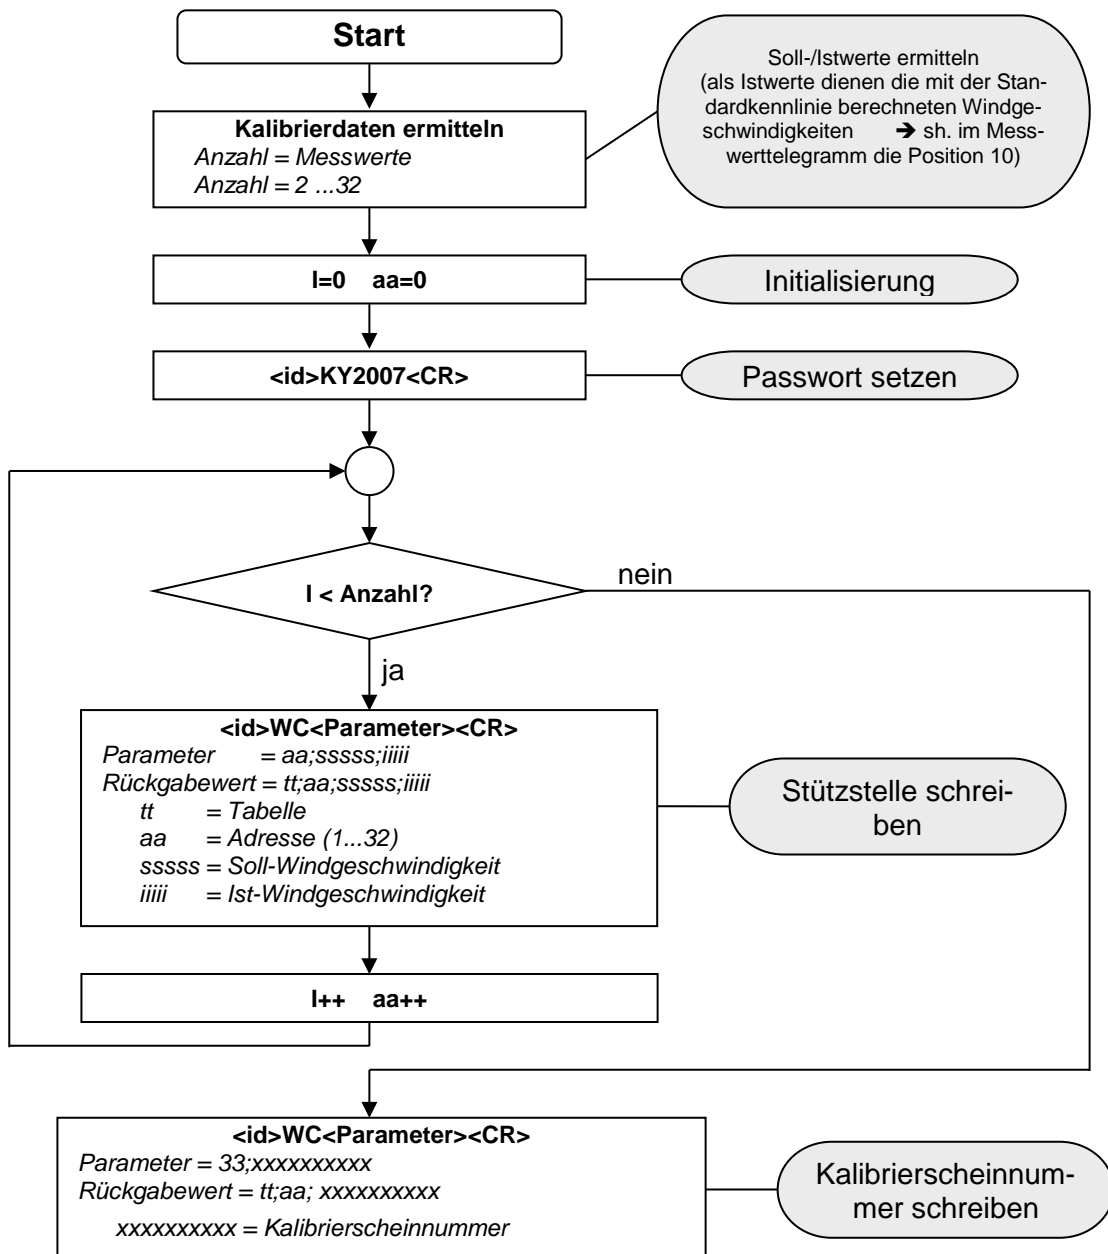 Start
Soll-/Istwerte ermitteln
(als Istwerte dienen die mit der Stan-
dardkennlinie berechneten Windge-
schwindigkeiten ➔ sh. im Mess-
werttelegramm die Position 10)
Kalibrierdaten ermitteln
Anzahl = Messwerte
Anzahl = 2 ...32
I=0 aa=0
Initialisierung
<id>KY2007<CR>
Passwort setzen
I < Anzahl?
nein
ja
<id>WC<Parameter><CR>
Parameter = aa;sssss;iiiii
Rückgabewert = tt;aa;sssss;iiiii
tt = Tabelle
aa = Adresse (1...32)
sssss = Soll-Windgeschwindigkeit
iiiii = Ist-Windgeschwindigkeit
Stützstelle schrei-
ben
I++ aa++
<id>WC<Parameter><CR>
Parameter = 33;xxxxxxxxxx
Rückgabewert = tt;aa; xxxxxxxxxx
xxxxxxxxxx = Kalibrierscheinnummer
Kalibrierscheinnum-
mer schreiben